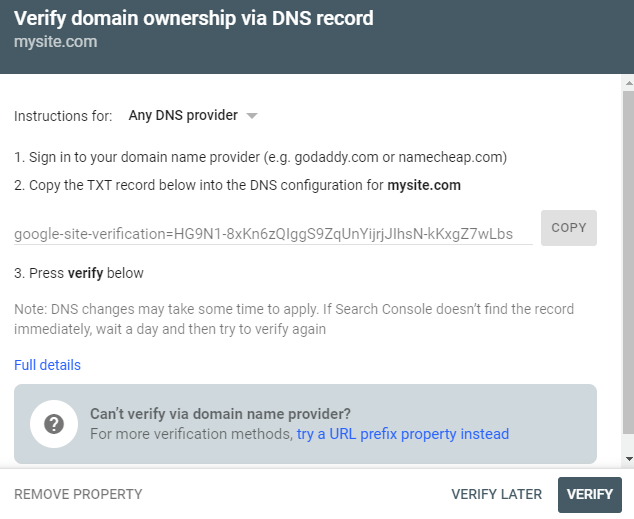 Verify domain ownership via DNS record
mysite.com
Instructions for: Any DNS provider
1. Sign in to your domain name provider (e.g. godaddy.com or namecheap.com)
2. Copy the TXT record below into the DNS configuration for mysite.com
google-site-verification=HG9N1-8xKn6zQIggS9ZqUnYijrjJIhsN-kKxgZ7wLbs
COPY
3. Press verify below
Note: DNS changes may take some time to apply. If Search Console doesn’t find the record
immediately, wait a day and then try to verify again
Full details
Can’t verify via domain name provider?
For more verification methods, try a URL prefix property instead
REMOVE PROPERTY VERIFY LATER VERIFY